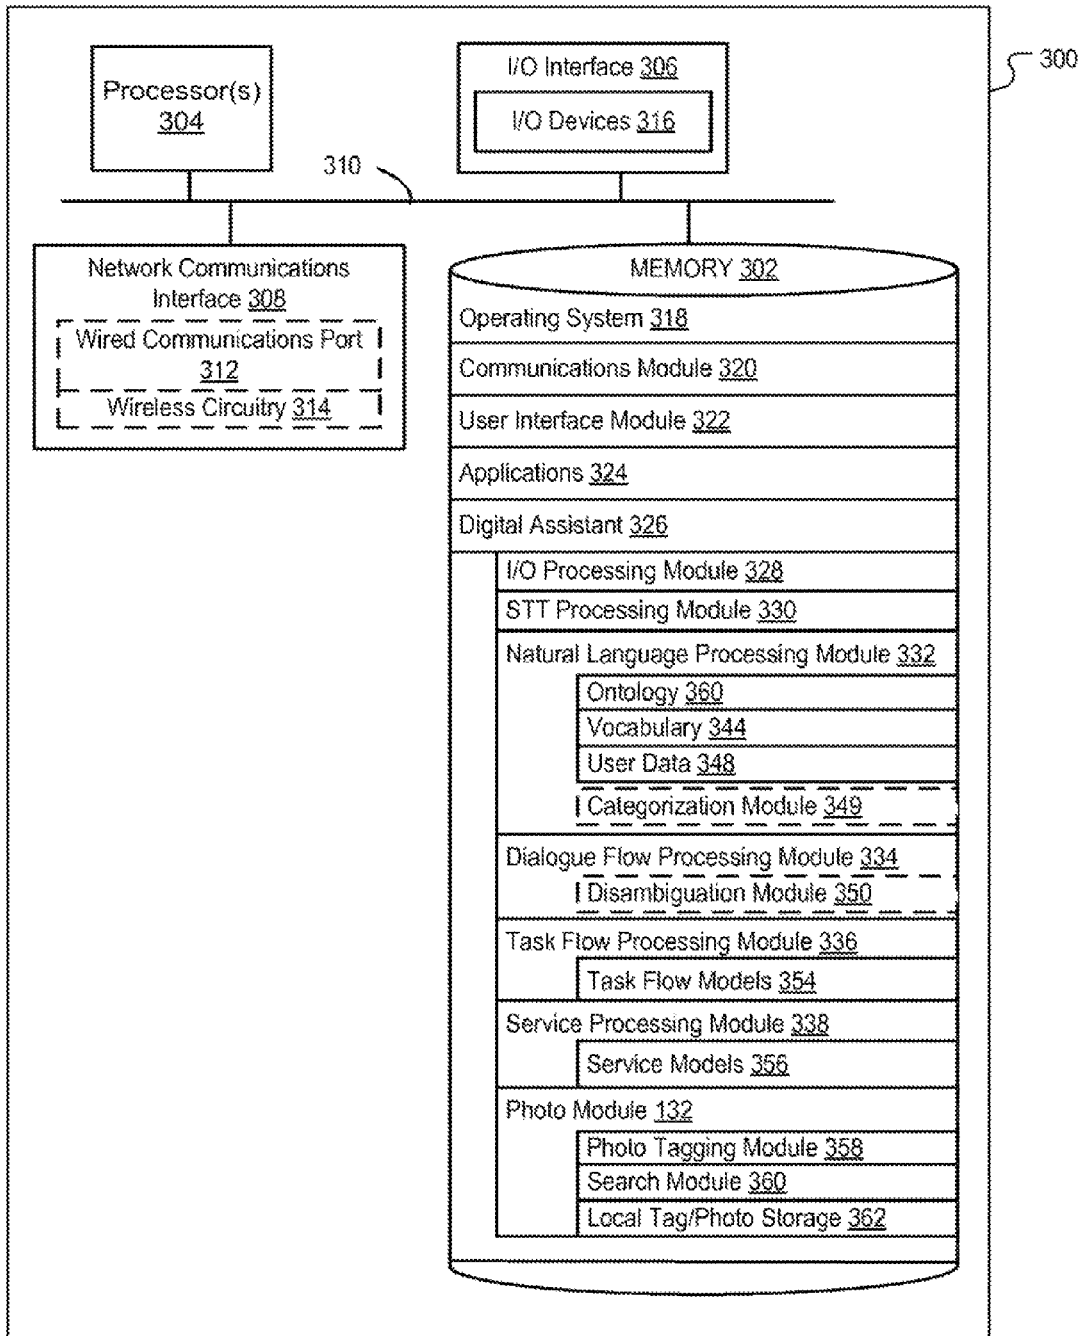 300
Processor(s)
304
I/O Interface 306
I/O Devices 316
310
Network Communications
Interface 308
Wired Communications Port
312
Wireless Circuitry 314
MEMORY 302
Operating System 318
Communications Module 320
User Interface Module 322
Applications 324
Digital Assistant 326
I/O Processing Module 328
STT Processing Module 330
Natural Language Processing Module 332
Ontology 360
Vocabulary 344
User Data 348
Categorization Module 349
Dialogue Flow Processing Module 334
Disambiguation Module 350
Task Flow Processing Module 336
Task Flow Models 354
Service Processing Module 338
Service Models 356
Photo Module 132
Photo Tagging Module 358
Search Module 360
Local Tag/Photo Storage 362